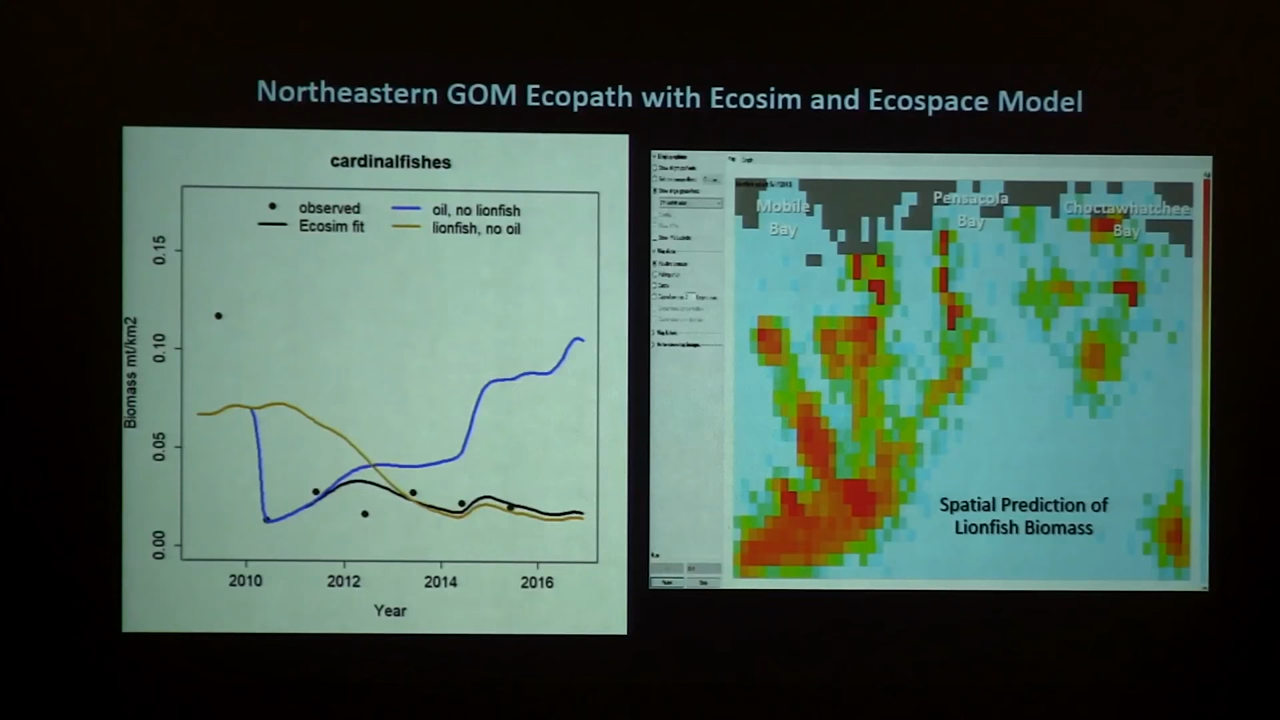 Northeastern GOM Ecopath with Ecosim and Ecospace Model
cardinalfishes
observed
Ecosim fit
oil, no lionfish
lionfish, no oil
Biomass mt/km2
0.15
0.10
0.05
0.00
2010
2012
2014
2016
Year
Mobile
Bay
Pensacola
Bay
Choctawhatchee
Bay
Spatial Prediction of
Lionfish Biomass